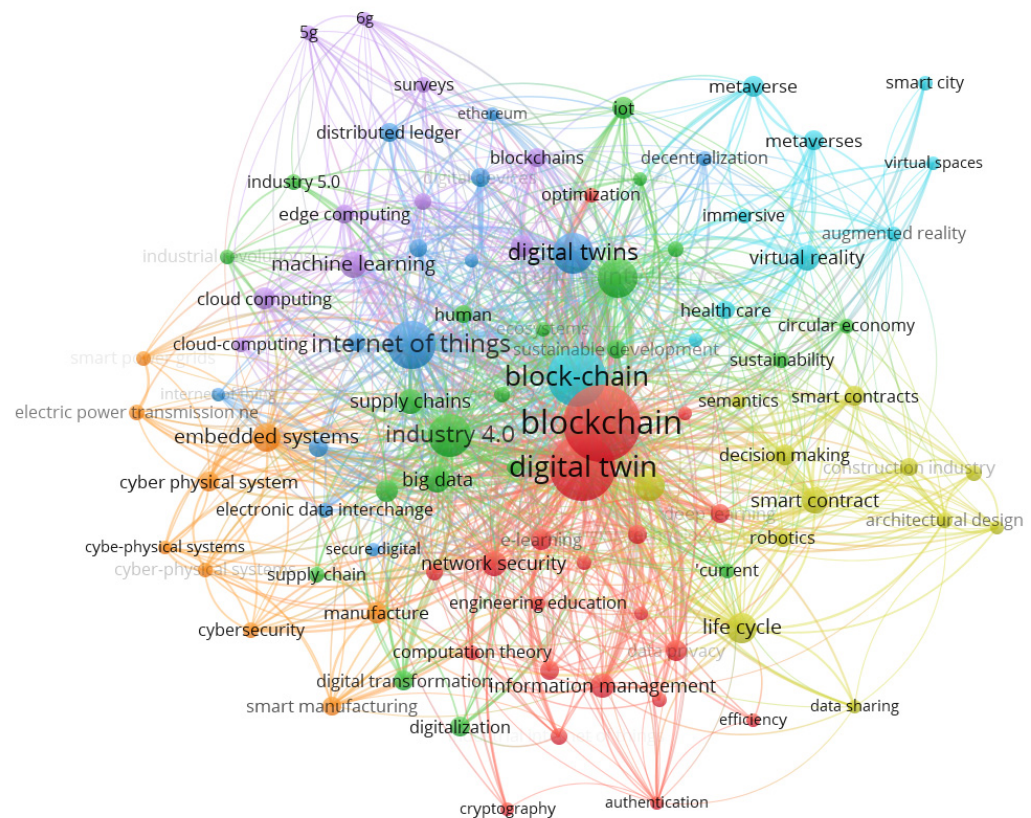 6g
5g
surveys
metaverse
smart city
iot
ethereum
distributed ledger
metaverses
blockchains
decentralization
virtual spaces
digital devices
industry 5.0
optimization
edge computing
immersive
augmented reality
digital twins
industrial revolutions
machine learning
virtual reality
cloud computing
human
health care
circular economy
ecosystems
cloud-computing
internet of things
sustainable development
smart power grids
sustainability
block-chain
internet of thing
supply chains
semantics
smart contracts
electric power transmission ne
blockchain
embedded systems
industry 4.0
decision making
digital twin
construction industry
cyber physical system
big data
smart contract
electronic data interchange
deep learning
architectural design
e-learning
robotics
cybe-physical systems
secure digital
network security
cyber-physical systems
supply chain
'current
engineering education
manufacture
cybersecurity
life cycle
computation theory
data privacy
digital transformation
information management
smart manufacturing
data sharing
efficiency
digitalization
authentication
cryptography